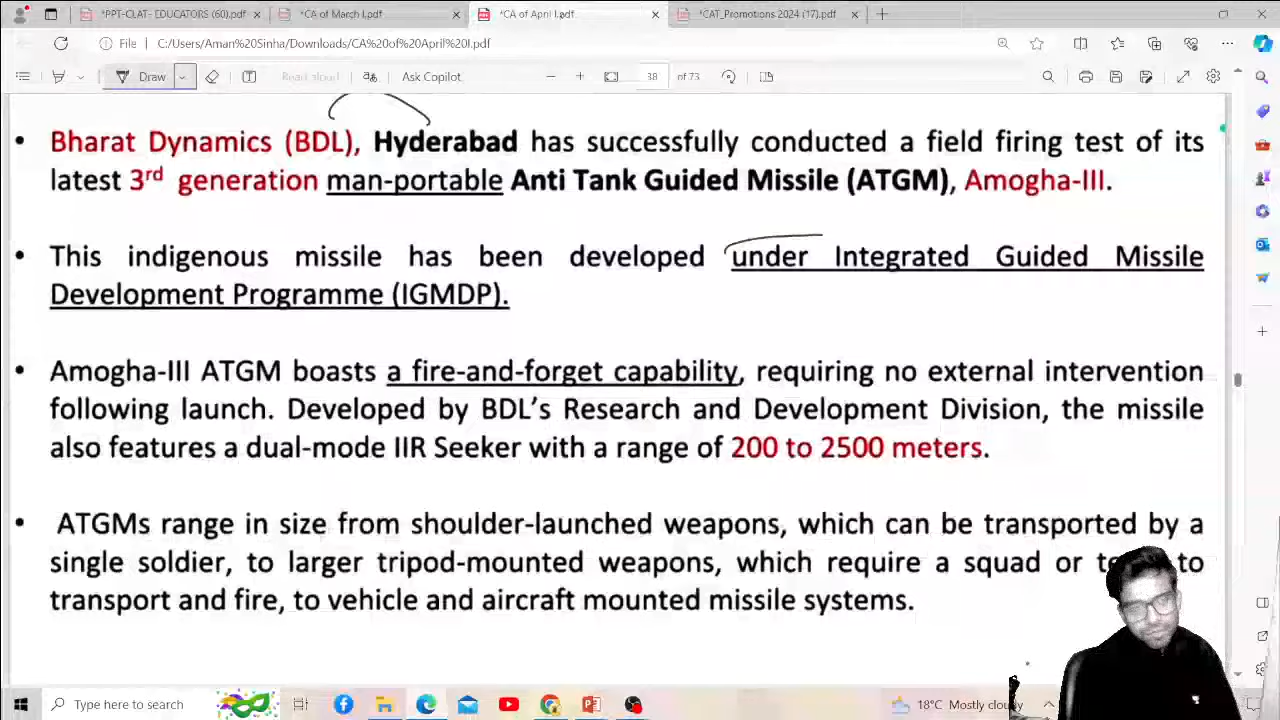 *PPT-CLAT- EDUCATORS (60).pdf
*CA of March I.pdf
*CA of April I.pdf
*CAT_Promotions 2024 (17).pdf
File C:/Users/Aman%20Sinha/Downloads/CA%20of%20April%20I.pdf
Draw Read aloud Ask Copilot 38 of 73
• Bharat Dynamics (BDL), Hyderabad has successfully conducted a field firing test of its
latest 3rd generation man-portable Anti Tank Guided Missile (ATGM), Amogha-III.
• This indigenous missile has been developed under Integrated Guided Missile
Development Programme (IGMDP).
• Amogha-III ATGM boasts a fire-and-forget capability, requiring no external intervention
following launch. Developed by BDL's Research and Development Division, the missile
also features a dual-mode IIR Seeker with a range of 200 to 2500 meters.
• ATGMs range in size from shoulder-launched weapons, which can be transported by a
single soldier, to larger tripod-mounted weapons, which require a squad or to
transport and fire, to vehicle and aircraft mounted missile systems.
Type here to search 18°C Mostly cloudy